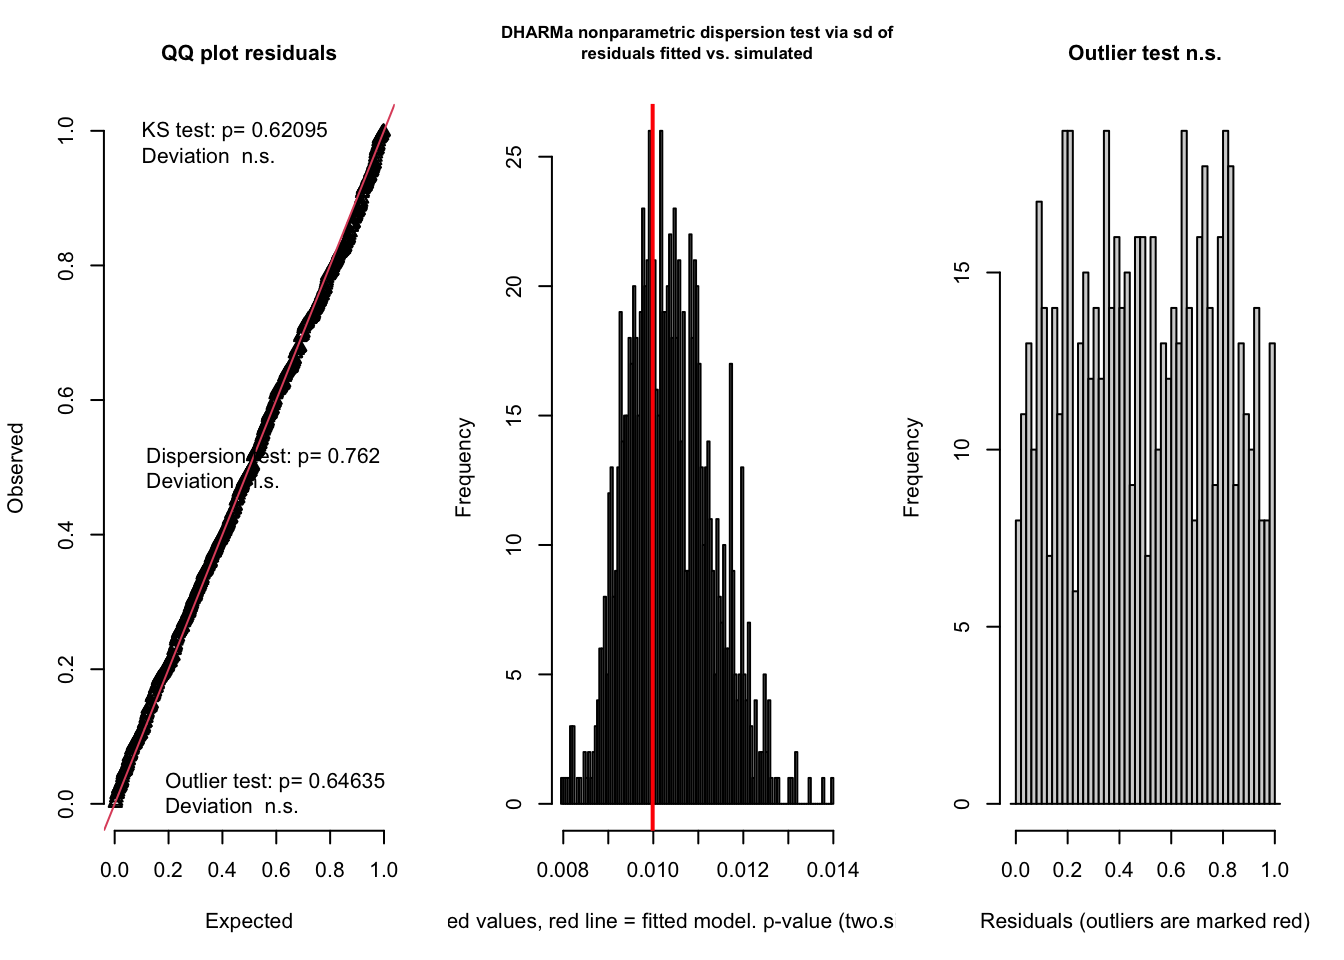 QQ plot residuals
KS test: p= 0.62095
Deviation  n.s.
Dispersion test: p= 0.762
Deviation  n.s.
Outlier test: p= 0.64635
Deviation  n.s.
Observed
0.0
0.2
0.4
0.6
0.8
1.0
0.0 0.2 0.4 0.6 0.8 1.0
Expected
DHARMa nonparametric dispersion test via sd of
residuals fitted vs. simulated
Frequency
0
5
10
15
20
25
0.008 0.010 0.012 0.014
ed values, red line = fitted model. p-value (two.s
Outlier test n.s.
Frequency
0
5
10
15
0.0 0.2 0.4 0.6 0.8 1.0
Residuals (outliers are marked red)